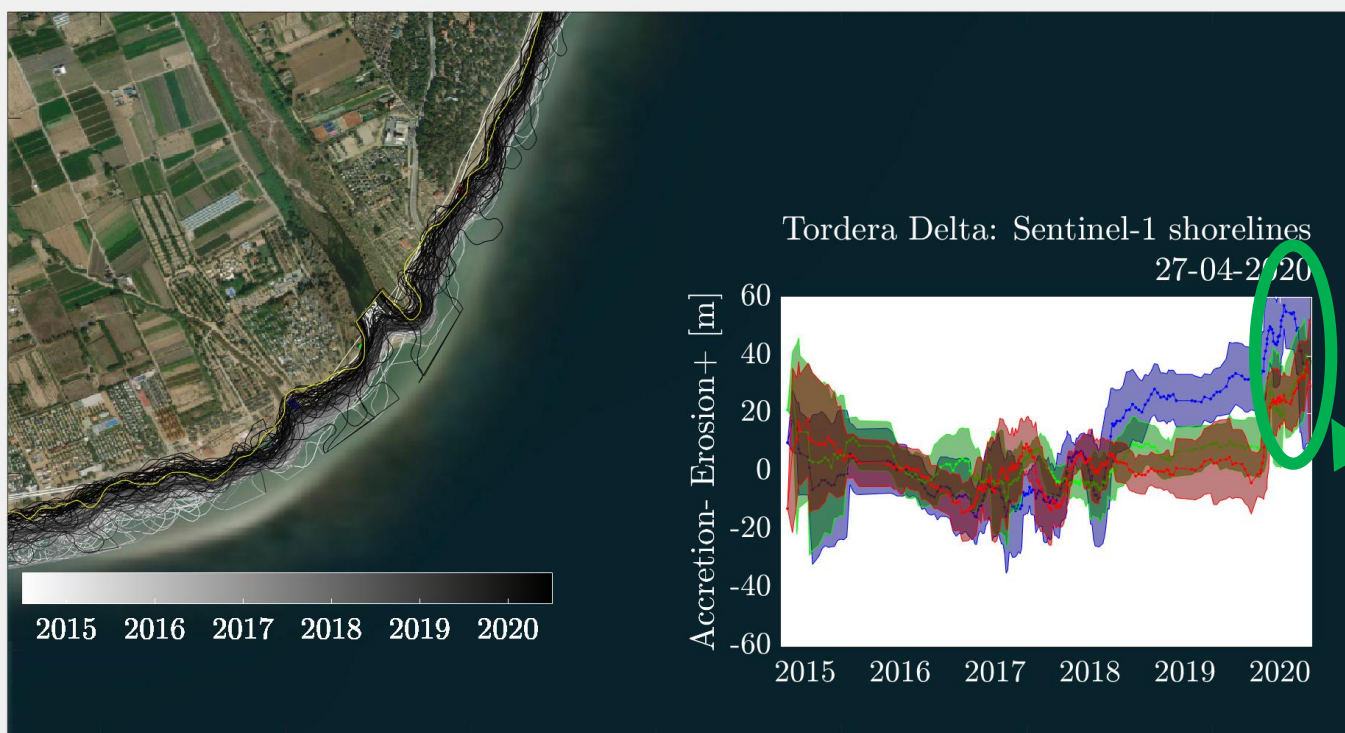 Tordera Delta: Sentinel-1 shorelines
27-04-2020
Accretion- Erosion+ [m]
60
40
20
0
-20
-40
-60
2015 2016 2017 2018 2019 2020
2015 2016 2017 2018 2019 2020